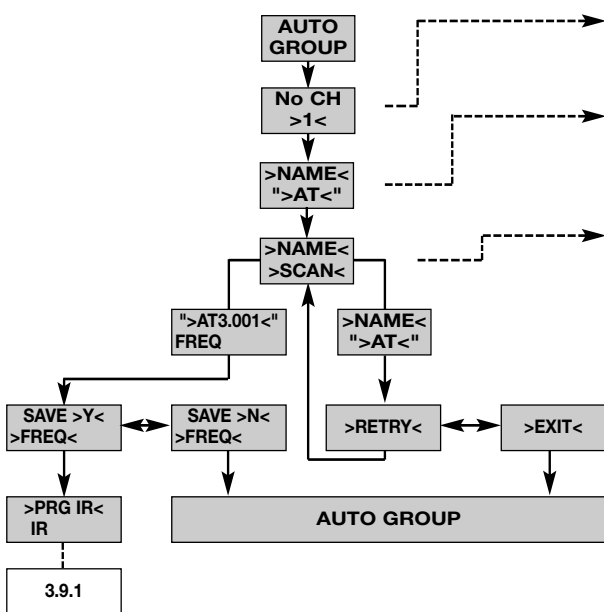 AUTO
GROUP
No CH
>1<
>NAME<
">AT<"
>NAME<
>SCAN<
">AT3.001<"
FREQ
>NAME<
">AT<"
SAVE >Y<
>FREQ<
SAVE >N<
>FREQ<
>RETRY<
>EXIT<
>PRG IR<
IR
AUTO GROUP
3.9.1